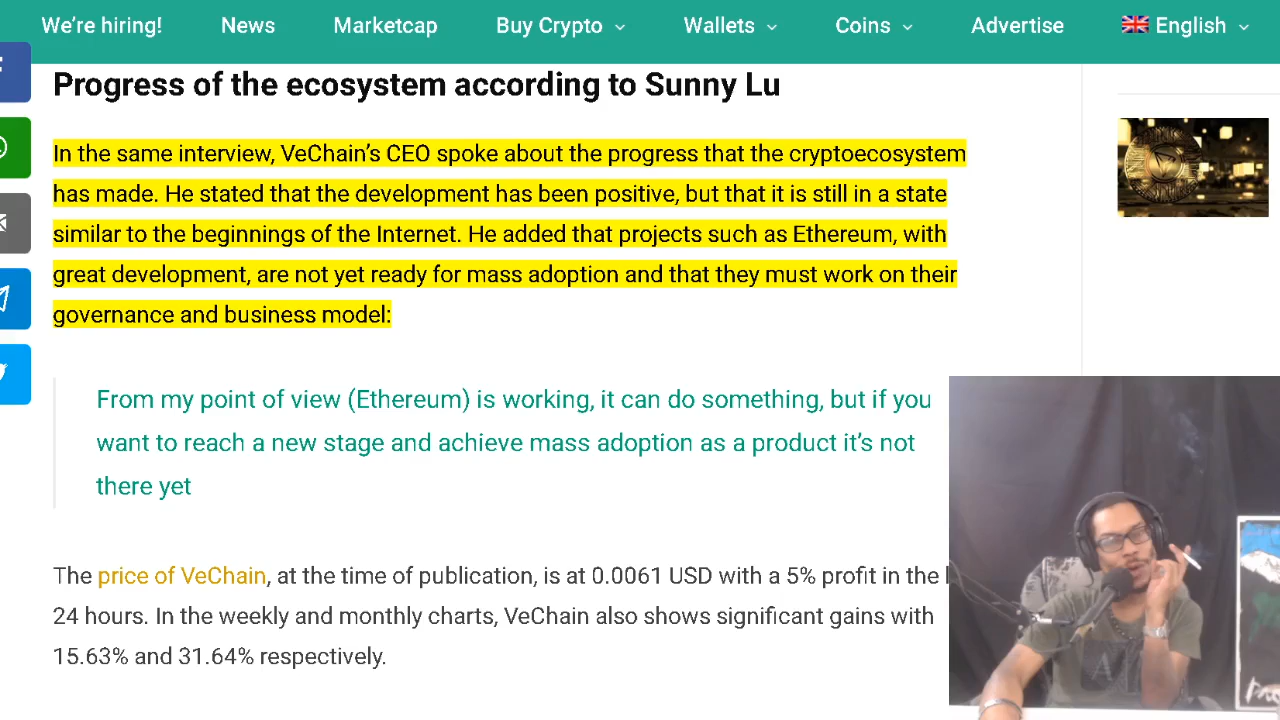 We're hiring! News Marketcap Buy Crypto Wallets Coins Advertise English
Progress of the ecosystem according to Sunny Lu
In the same interview, VeChain's CEO spoke about the progress that the cryptoecosystem
has made. He stated that the development has been positive, but that it is still in a state
similar to the beginnings of the Internet. He added that projects such as Ethereum, with
great development, are not yet ready for mass adoption and that they must work on their
governance and business model:
From my point of view (Ethereum) is working, it can do something, but if you
want to reach a new stage and achieve mass adoption as a product it's not
there yet
The price of VeChain, at the time of publication, is at 0.0061 USD with a 5% profit in the
24 hours. In the weekly and monthly charts, VeChain also shows significant gains with
15.63% and 31.64% respectively.